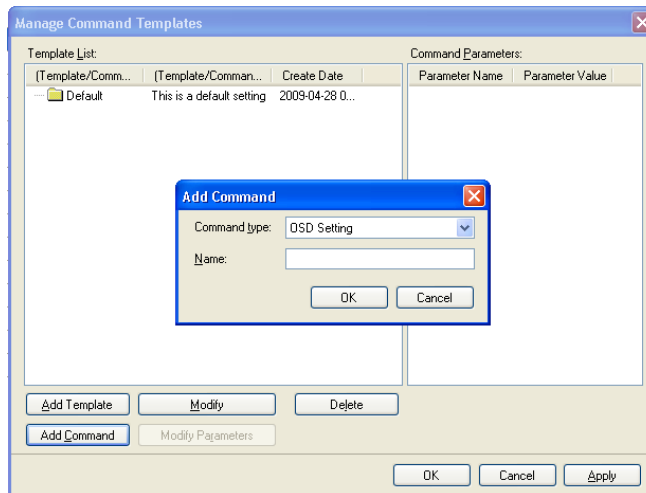 Manage Command Templates
Template List:
Command Parameters:
(Template/Comm... (Template/Comman... Create Date
Parameter Name Parameter Value
Default This is a default setting 2009-04-28 0...
Add Command
Command type: OSD Setting
Name:
OK Cancel
Add Template Modify Delete
Add Command Modify Parameters
OK Cancel Apply